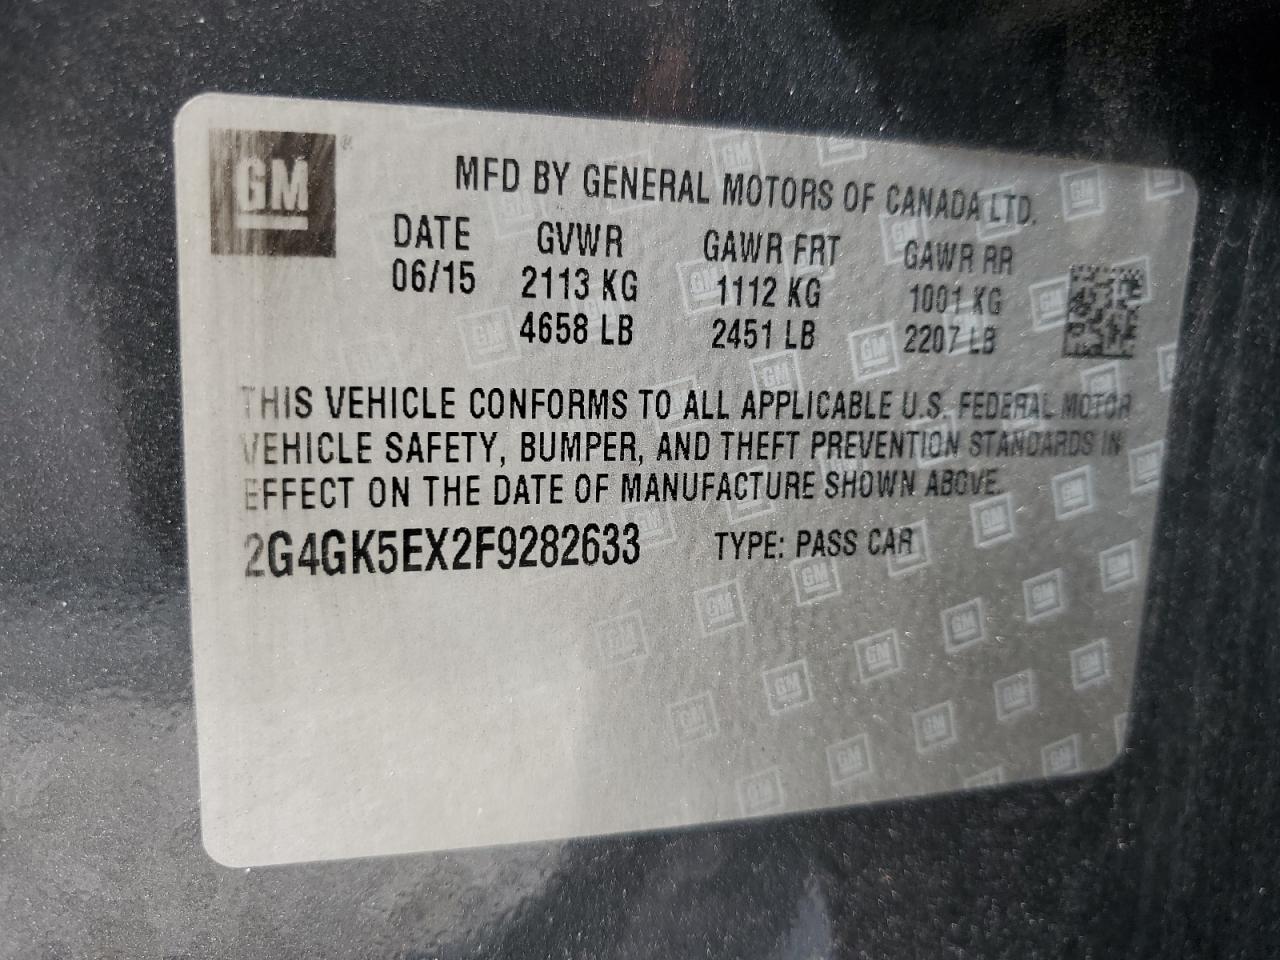 GM
MFD BY GENERAL MOTORS OF CANADA LTD.
DATE GVWR GAWR FRT GAWR RR
06/15 2113 KG 1112 KG 1001 KG
4658 LB 2451 LB 2207 LB
THIS VEHICLE CONFORMS TO ALL APPLICABLE U.S. FEDERAL MOTOR
VEHICLE SAFETY, BUMPER, AND THEFT PREVENTION STANDARDS IN
EFFECT ON THE DATE OF MANUFACTURE SHOWN ABOVE.
2G4GK5EX2F9282633 TYPE: PASS CAR